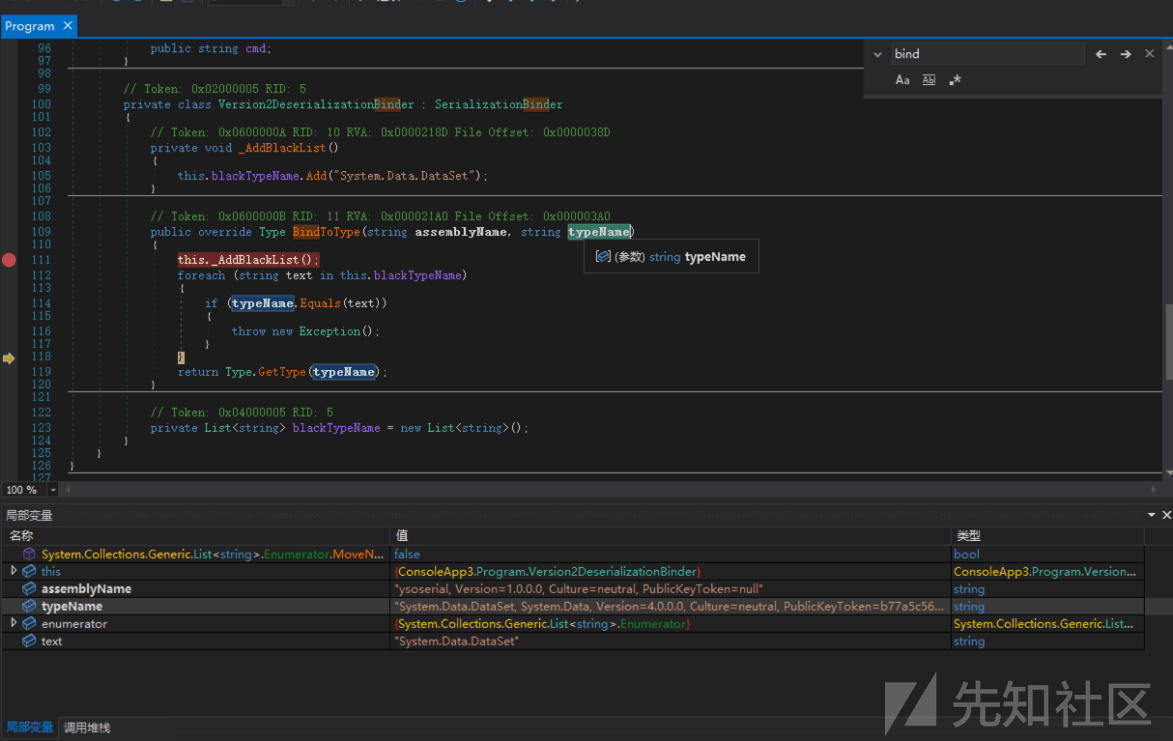 Program ×
bind
Aa Ab .*
96 public string cmd;
97 }
98
99 // Token: 0x02000005 RID: 5
100 private class Version2DeserializationBinder : SerializationBinder
101 {
102 // Token: 0x0600000A RID: 10 RVA: 0x0000218D File Offset: 0x0000038D
103 private void _AddBlackList()
104 {
105 this.blackTypeName.Add("System.Data.DataSet");
106 }
107
108 // Token: 0x0600000B RID: 11 RVA: 0x000021A0 File Offset: 0x000003A0
109 public override Type BindToType(string assemblyName, string typeName)
110 {
(参数) string typeName
111 this._AddBlackList();
112 foreach (string text in this.blackTypeName)
113 {
114 if (typeName.Equals(text))
115 {
116 throw new Exception();
117 }
118 }
119 return Type.GetType(typeName);
120 }
121
122 // Token: 0x04000005 RID: 5
123 private List<string> blackTypeName = new List<string>();
124 }
125 }
126 }
127
100 %
局部变量
名称 值 类型
System.Collections.Generic.List<string>.Enumerator.MoveN... false bool
this {ConsoleApp3.Program.Version2DeserializationBinder} ConsoleApp3.Program.Version...
assemblyName "ysoserial, Version=1.0.0.0, Culture=neutral, PublicKeyToken=null" string
typeName "System.Data.DataSet, System.Data, Version=4.0.0.0, Culture=neutral, PublicKeyToken=b77a5c56... string
enumerator {System.Collections.Generic.List<string>.Enumerator} System.Collections.Generic.List...
text "System.Data.DataSet" string
局部变量 调用堆栈
先知社区